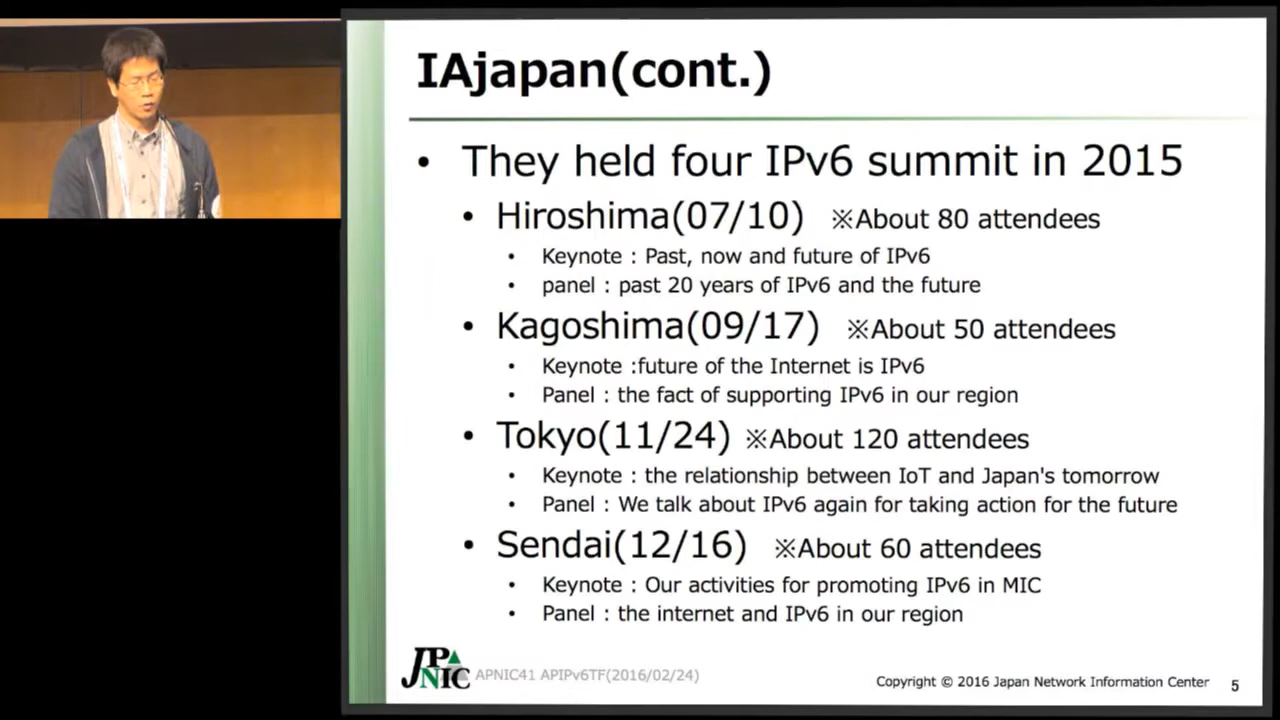 IAjapan(cont.)
• They held four IPv6 summit in 2015
• Hiroshima(07/10) ※About 80 attendees
• Keynote : Past, now and future of IPv6
• panel : past 20 years of IPv6 and the future
• Kagoshima(09/17) ※About 50 attendees
• Keynote :future of the Internet is IPv6
• Panel : the fact of supporting IPv6 in our region
• Tokyo(11/24) ※About 120 attendees
• Keynote : the relationship between IoT and Japan's tomorrow
• Panel : We talk about IPv6 again for taking action for the future
• Sendai(12/16) ※About 60 attendees
• Keynote : Our activities for promoting IPv6 in MIC
• Panel : the internet and IPv6 in our region
JPNIC
APNIC41 APIPv6TF(2016/02/24)
Copyright © 2016 Japan Network Information Center
5